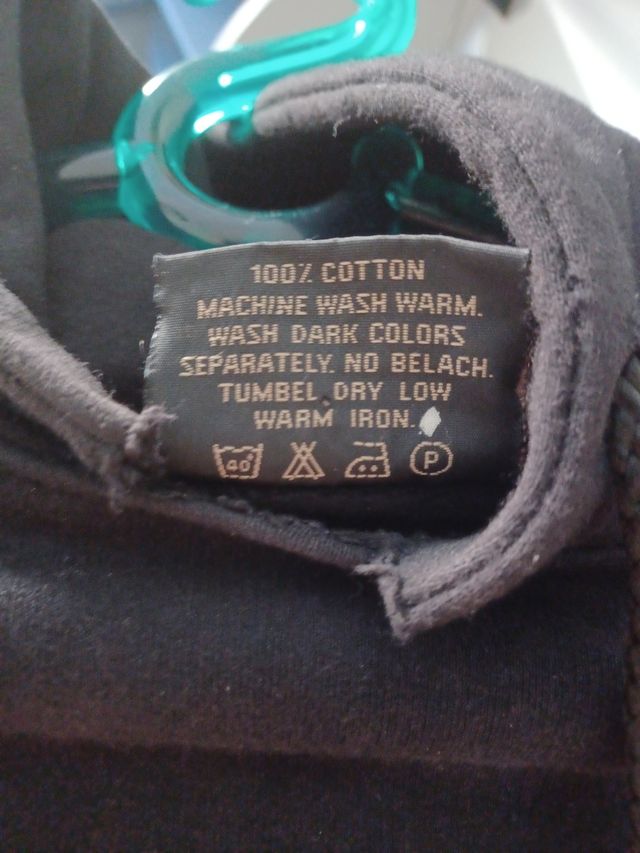 100% COTTON
MACHINE WASH WARM.
WASH DARK COLORS
SEPARATELY. NO BELACH.
TUMBEL. DRY LOW
WARM IRON.
40°
P